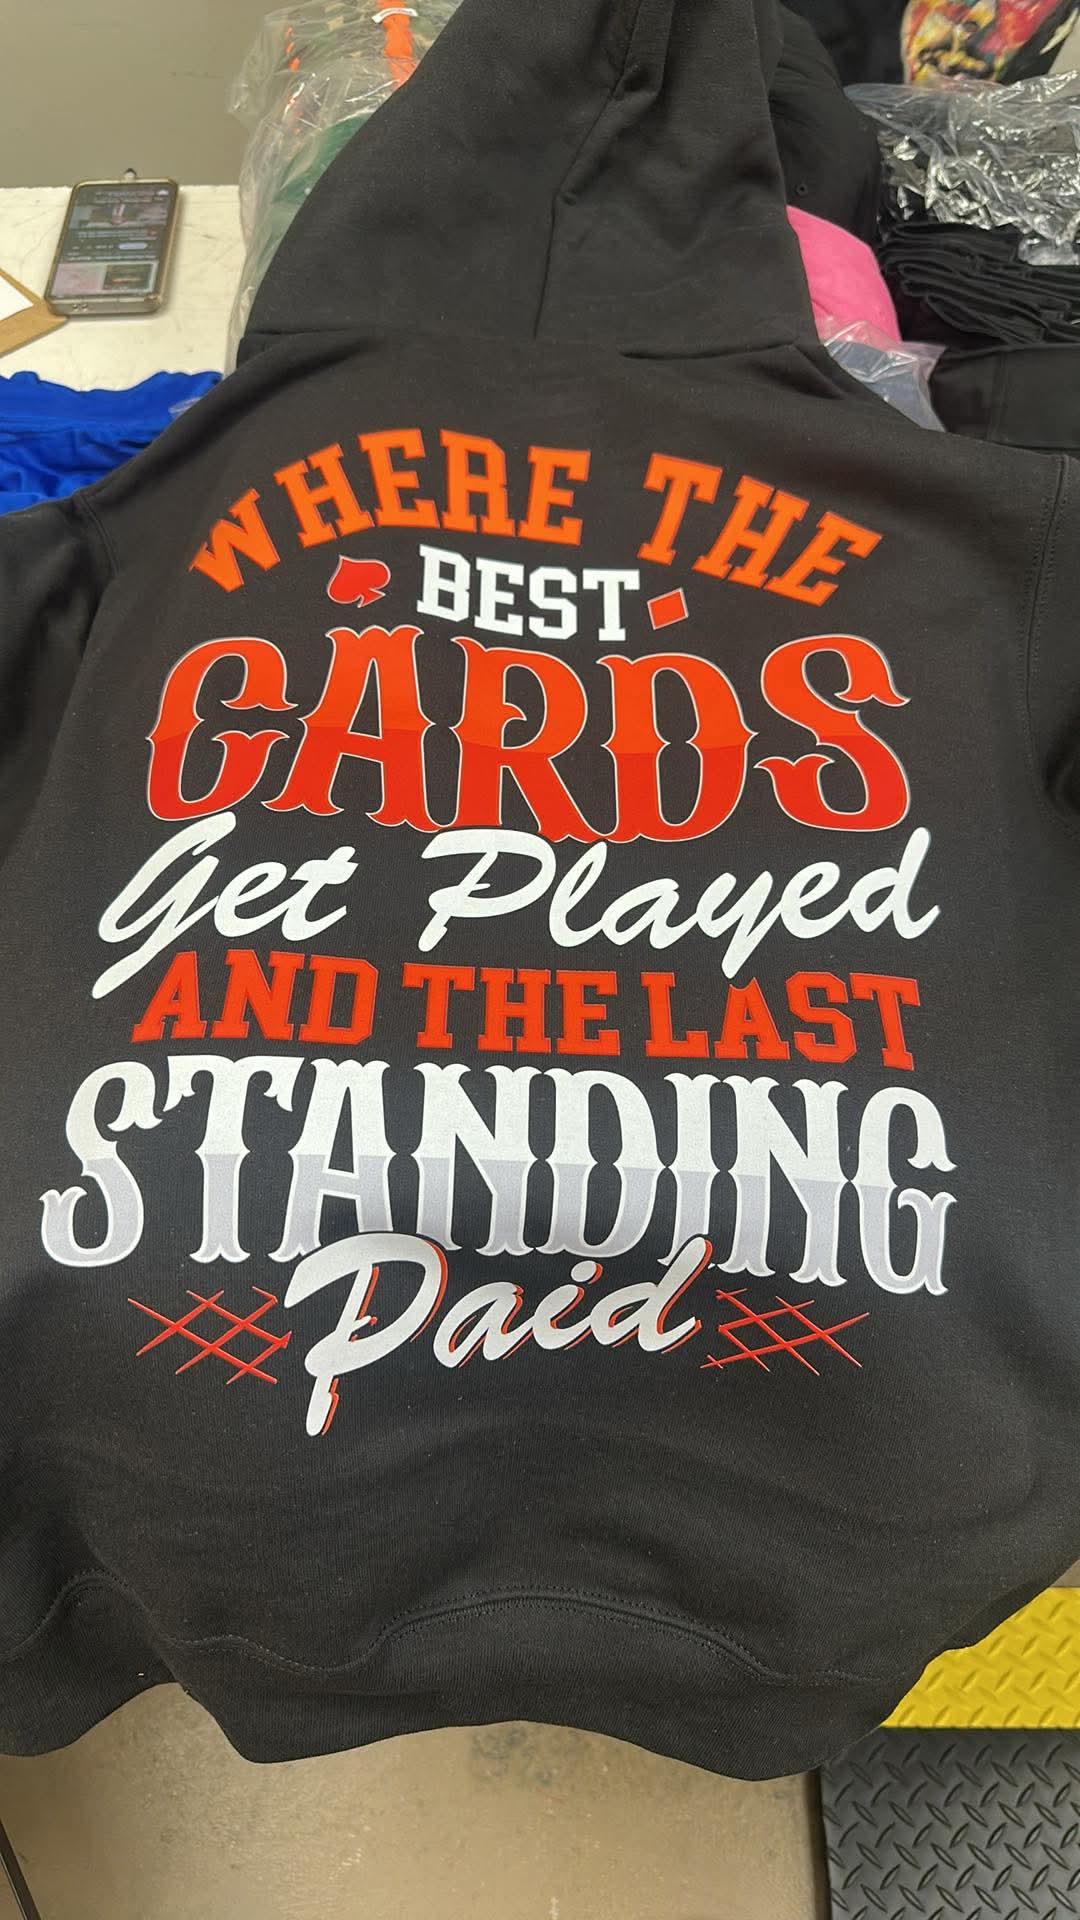 WHERE THE
BEST
CARDS
Get Played
AND THE LAST
STANDING
Paid